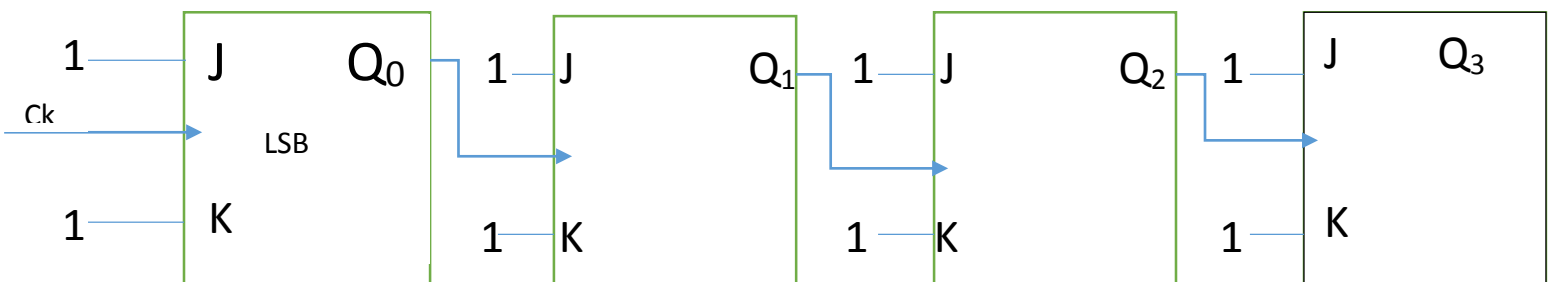 1 J Q0 1 J Q1 1 J Q2 1 J Q3
Ck
LSB
1 K 1 K 1 K 1 K